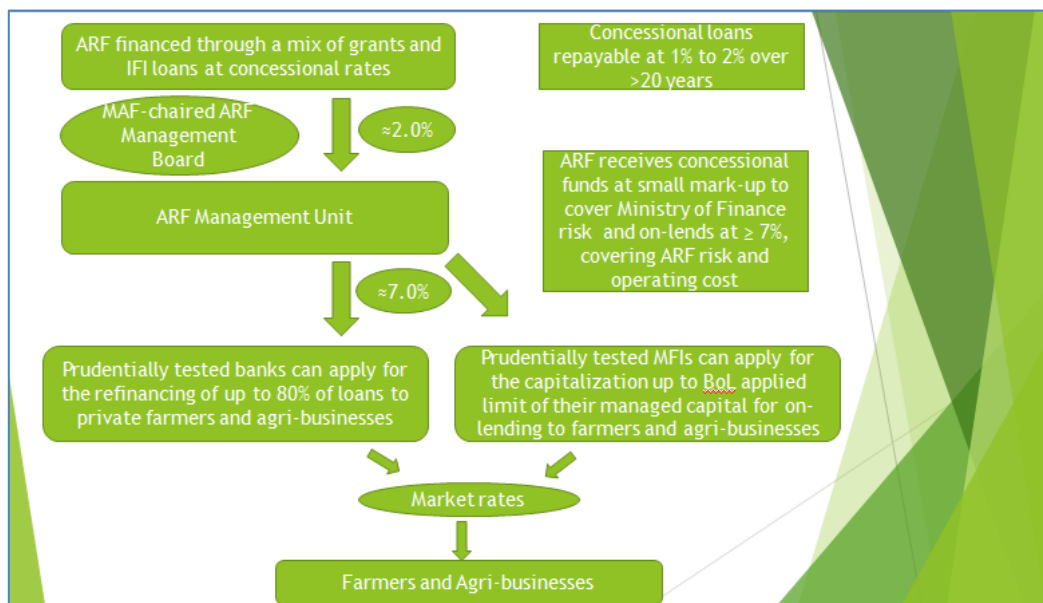 ARF financed through a mix of grants and
IFI loans at concessional rates
Concessional loans
repayable at 1% to 2% over
>20 years
MAF-chaired ARF
Management
Board
≈2.0%
ARF Management Unit
ARF receives concessional
funds at small mark-up to
cover Ministry of Finance
risk and on-lends at ≥ 7%,
covering ARF risk and
operating cost
≈7.0%
Prudentially tested banks can apply for
the refinancing of up to 80% of loans to
private farmers and agri-businesses
Prudentially tested MFIs can apply for
the capitalization up to BoL applied
limit of their managed capital for on-
lending to farmers and agri-businesses
Market rates
Farmers and Agri-businesses